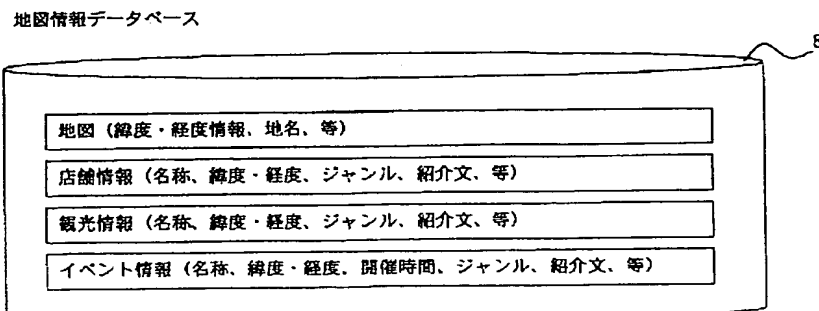 地図情報データベース
8
地図（緯度・経度情報、地名、等）
店舗情報（名称、緯度・経度、ジャンル、紹介文、等）
観光情報（名称、緯度・経度、ジャンル、紹介文、等）
イベント情報（名称、緯度・経度、開催時間、ジャンル、紹介文、等）